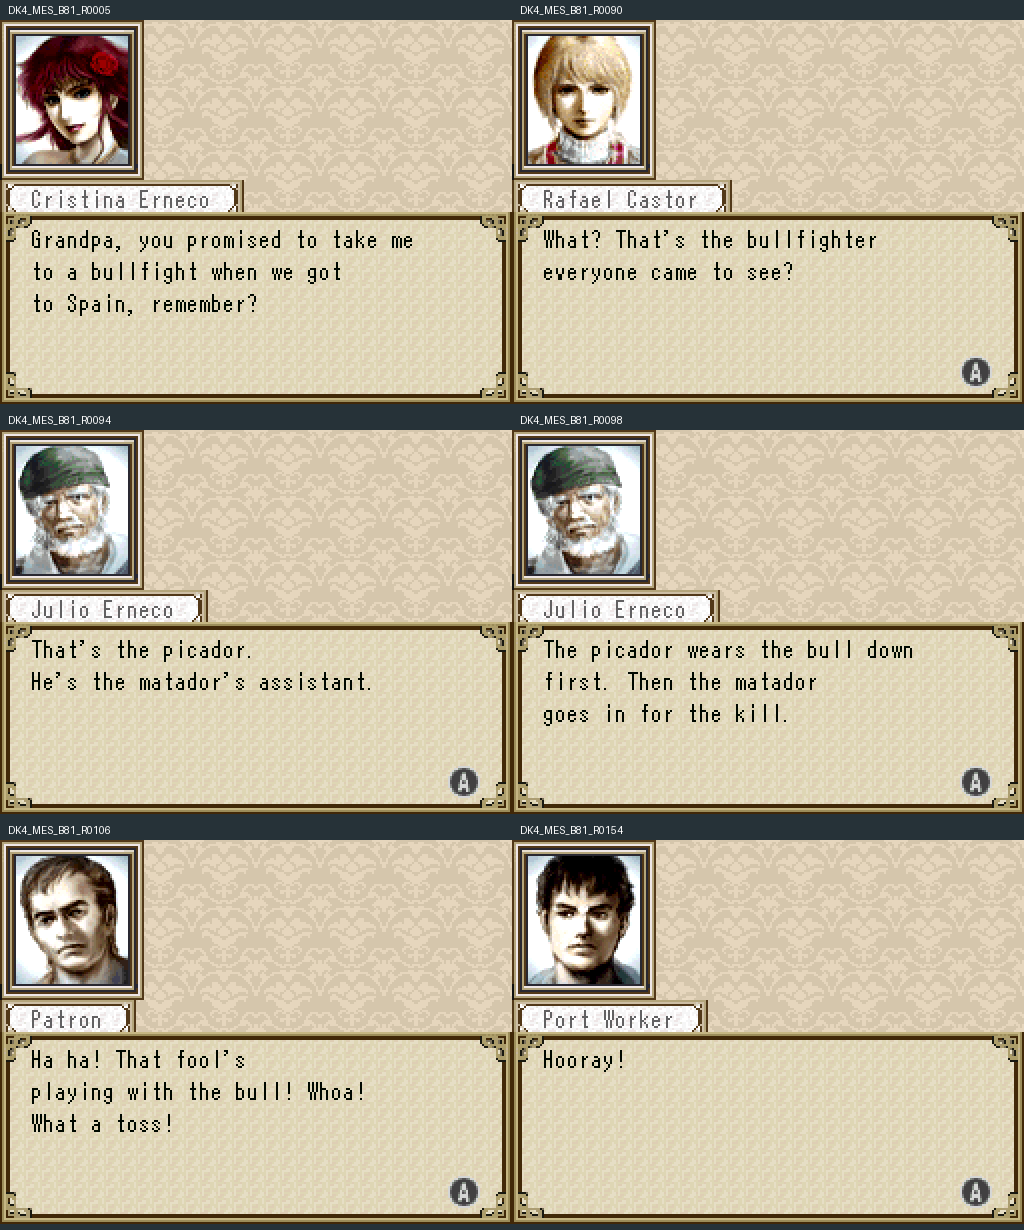 DK4_MES_B81_R0005
Cristina Erneco
Grandpa, you promised to take me
to a bullfight when we got
to Spain, remember?
DK4_MES_B81_R0090
Rafael Castor
What? That's the bullfighter
everyone came to see?
A
DK4_MES_B81_R0094
Julio Erneco
That's the picador.
He's the matador's assistant.
A
DK4_MES_B81_R0098
Julio Erneco
The picador wears the bull down
first. Then the matador
goes in for the kill.
A
DK4_MES_B81_R0106
Patron
Ha ha! That fool's
playing with the bull! Whoa!
What a toss!
A
DK4_MES_B81_R0154
Port Worker
Hooray!
A